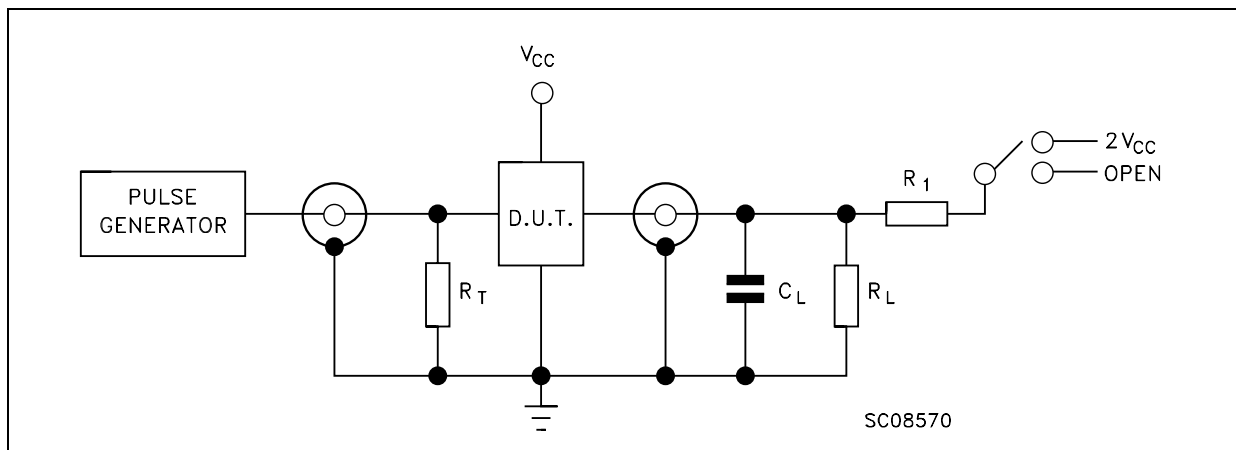 VCC
2VCC
OPEN
R1
PULSE
GENERATOR
D.U.T.
RT
CL
RL
SC08570